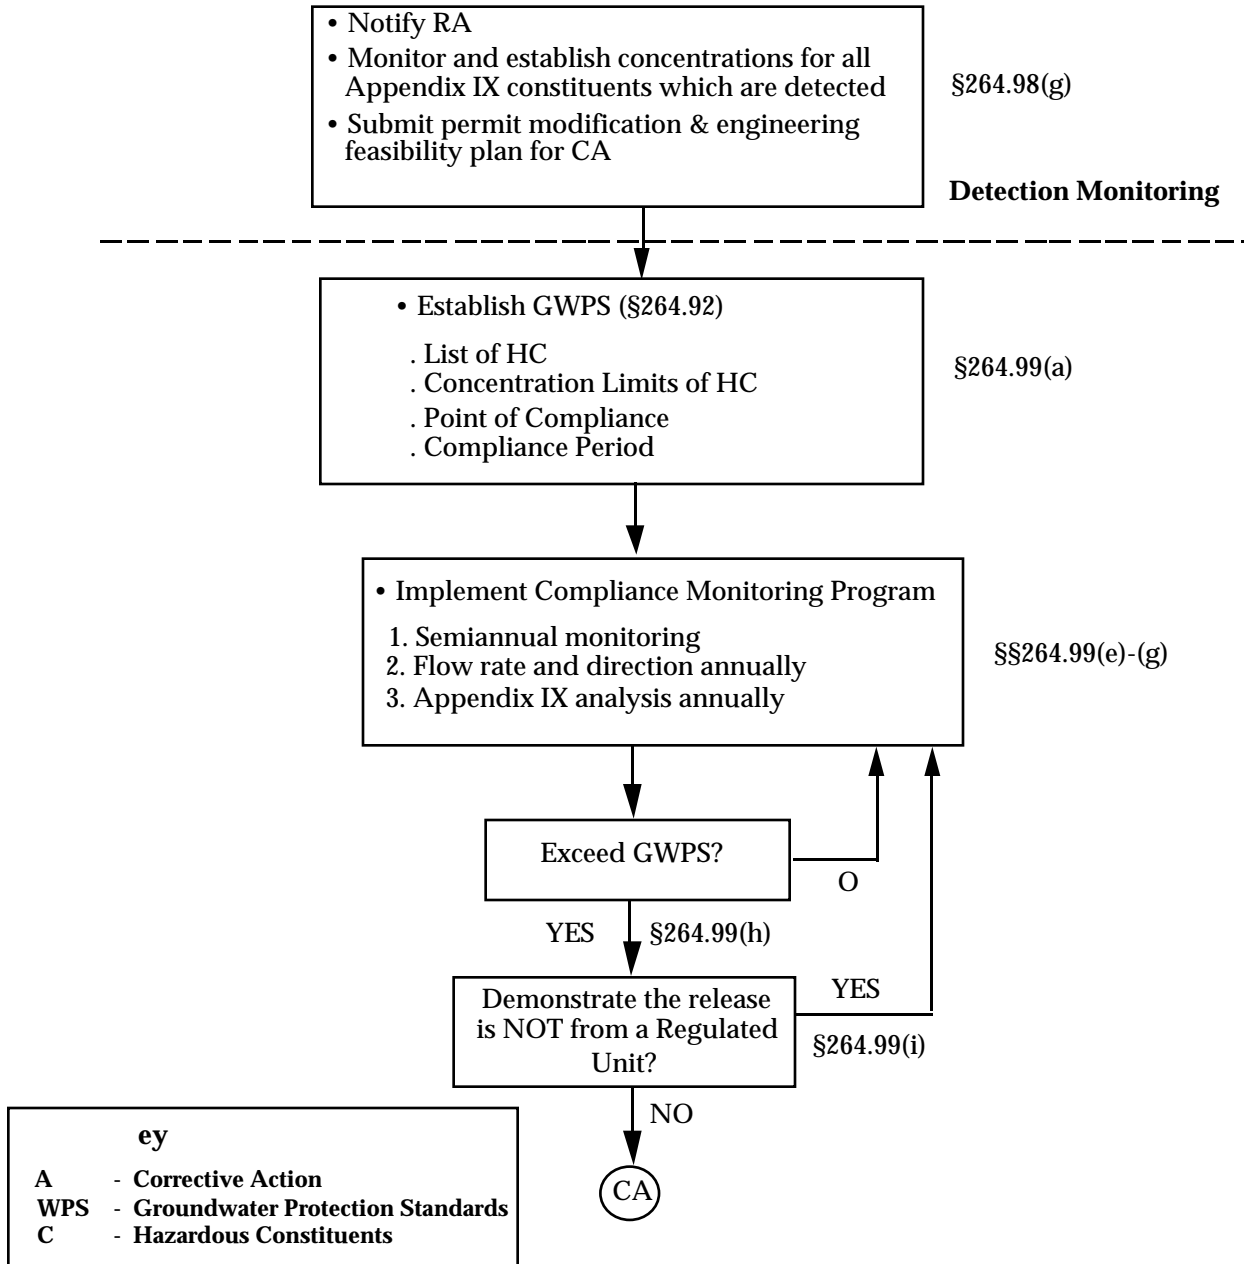 • Notify RA
• Monitor and establish concentrations for all
Appendix IX constituents which are detected
• Submit permit modification & engineering
feasibility plan for CA
§264.98(g)
Detection Monitoring
• Establish GWPS (§264.92)
. List of HC
. Concentration Limits of HC
. Point of Compliance
. Compliance Period
§264.99(a)
• Implement Compliance Monitoring Program
1. Semiannual monitoring
2. Flow rate and direction annually
3. Appendix IX analysis annually
§§264.99(e)-(g)
Exceed GWPS?
O
YES
§264.99(h)
Demonstrate the release
is NOT from a Regulated
Unit?
YES
§264.99(i)
NO
CA
ey
A - Corrective Action
WPS - Groundwater Protection Standards
C - Hazardous Constituents